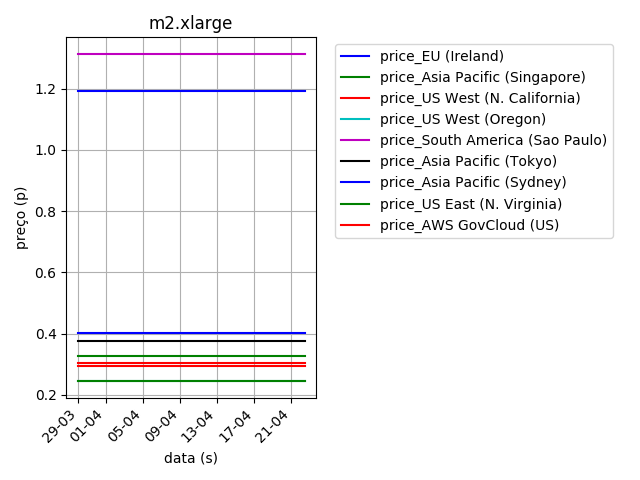 m2.xlarge
preço (p)
1.2
1.0
0.8
0.6
0.4
0.2
29-03
01-04
05-04
09-04
13-04
17-04
21-04
data (s)
price_EU (Ireland)
price_Asia Pacific (Singapore)
price_US West (N. California)
price_US West (Oregon)
price_South America (Sao Paulo)
price_Asia Pacific (Tokyo)
price_Asia Pacific (Sydney)
price_US East (N. Virginia)
price_AWS GovCloud (US)